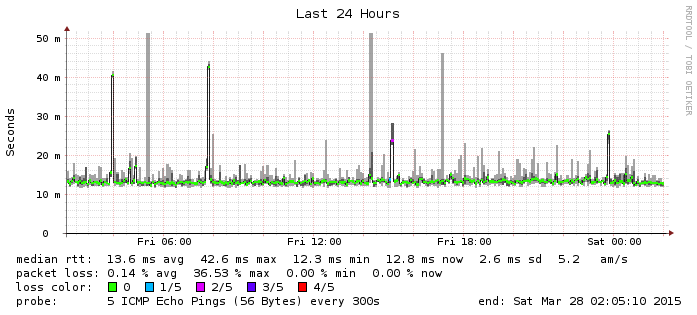 Last 24 Hours
RRDTOOL / TOBI OETIKER
Seconds
50 m
40 m
30 m
20 m
10 m
0
Fri 06:00 Fri 12:00 Fri 18:00 Sat 00:00
median rtt: 13.6 ms avg 42.6 ms max 12.3 ms min 12.8 ms now 2.6 ms sd 5.2 am/s
packet loss: 0.14 % avg 36.53 % max 0.00 % min 0.00 % now
loss color: 0 1/5 2/5 3/5 4/5
probe: 5 ICMP Echo Pings (56 Bytes) every 300s end: Sat Mar 28 02:05:10 2015